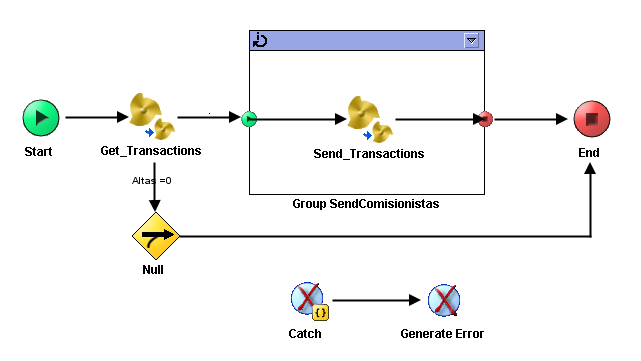 Start
Get_Transactions
Send_Transactions
End
Altas =0
Group SendComisionistas
Null
Catch
Generate Error